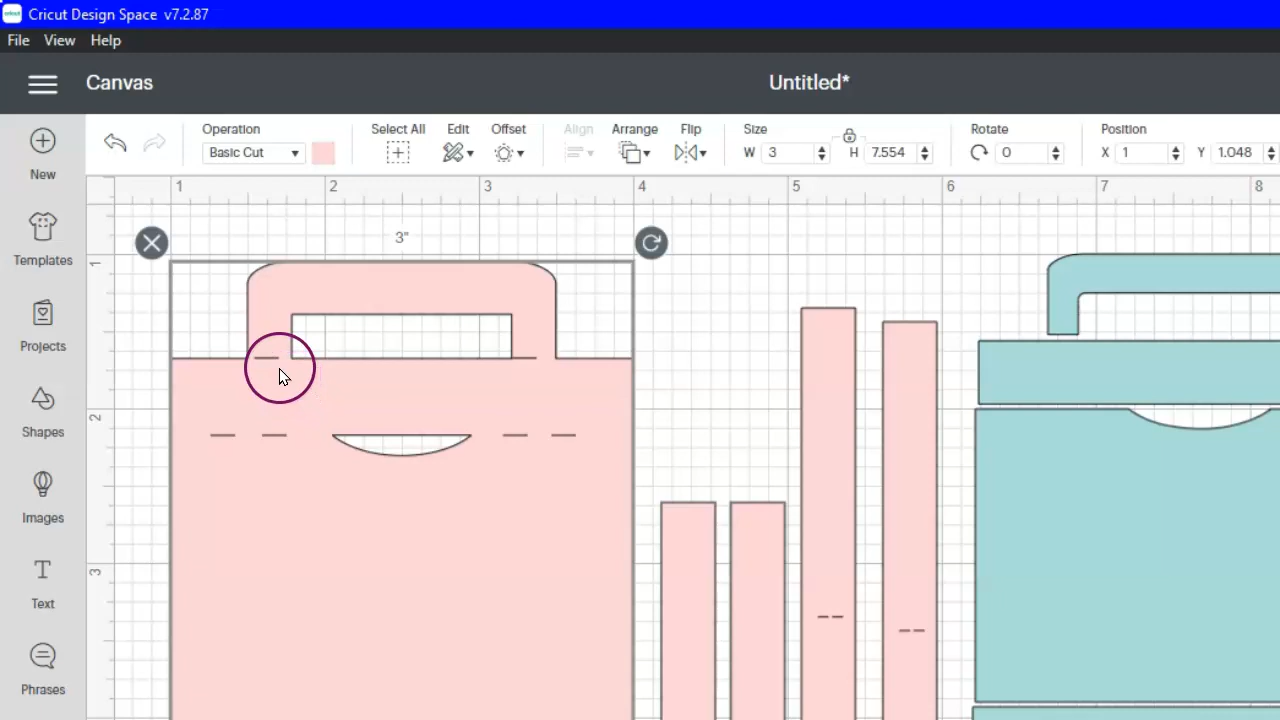 Cricut Design Space v7.2.87
File View Help
Canvas Untitled*
Operation Select All Edit Offset Align Arrange Flip Size Rotate Position
Basic Cut W 3 H 7.554 0 X 1 Y 1.048
New
Templates
Projects
Shapes
Images
Text
Phrases
1 2 3 4 5 6 7 8
3"
1
2
3